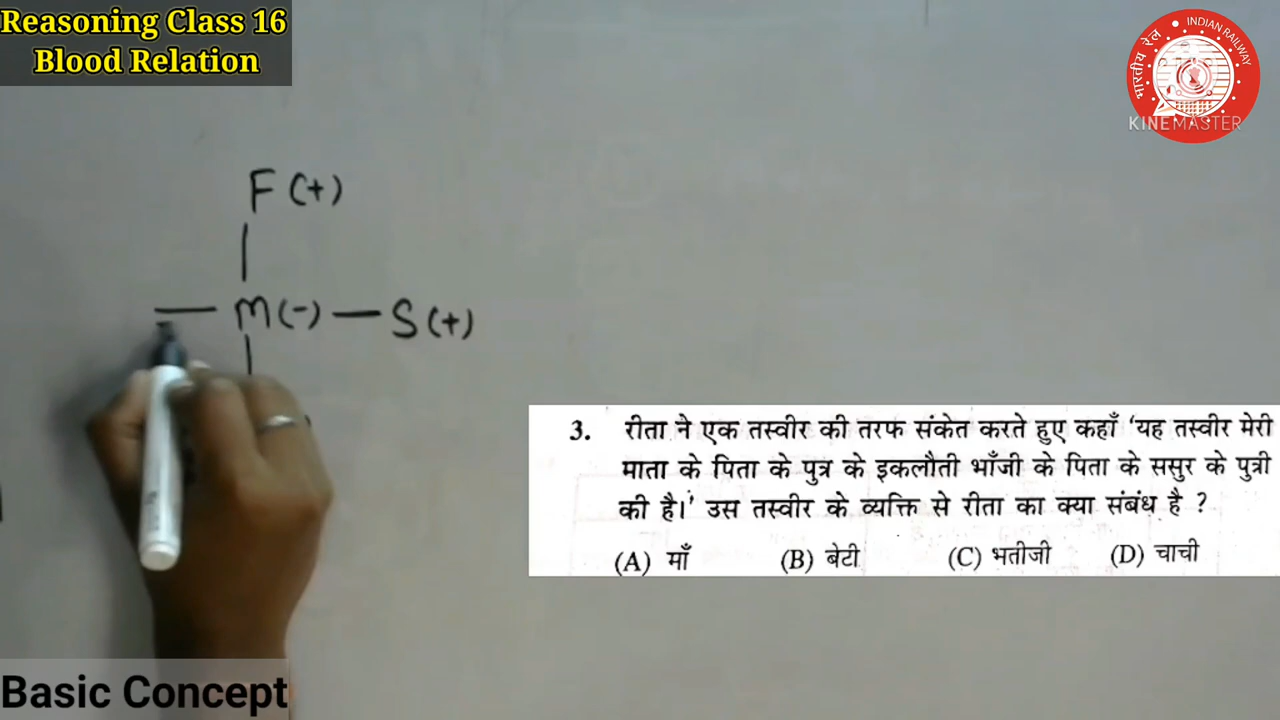 Reasoning Class 16
Blood Relation
INDIAN RAILWAY
भारतीय रेल
KINEMASTER
F (+)
M (-) — S (+)
3. रीता ने एक तस्वीर की तरफ संकेत करते हुए कहाँ 'यह तस्वीर मेरी
माता के पिता के पुत्र के इकलौती भाँजी के पिता के ससुर के पुत्री
की है।' उस तस्वीर के व्यक्ति से रीता का क्या संबंध है ?
(A) माँ (B) बेटी (C) भतीजी (D) चाची
Basic Concept